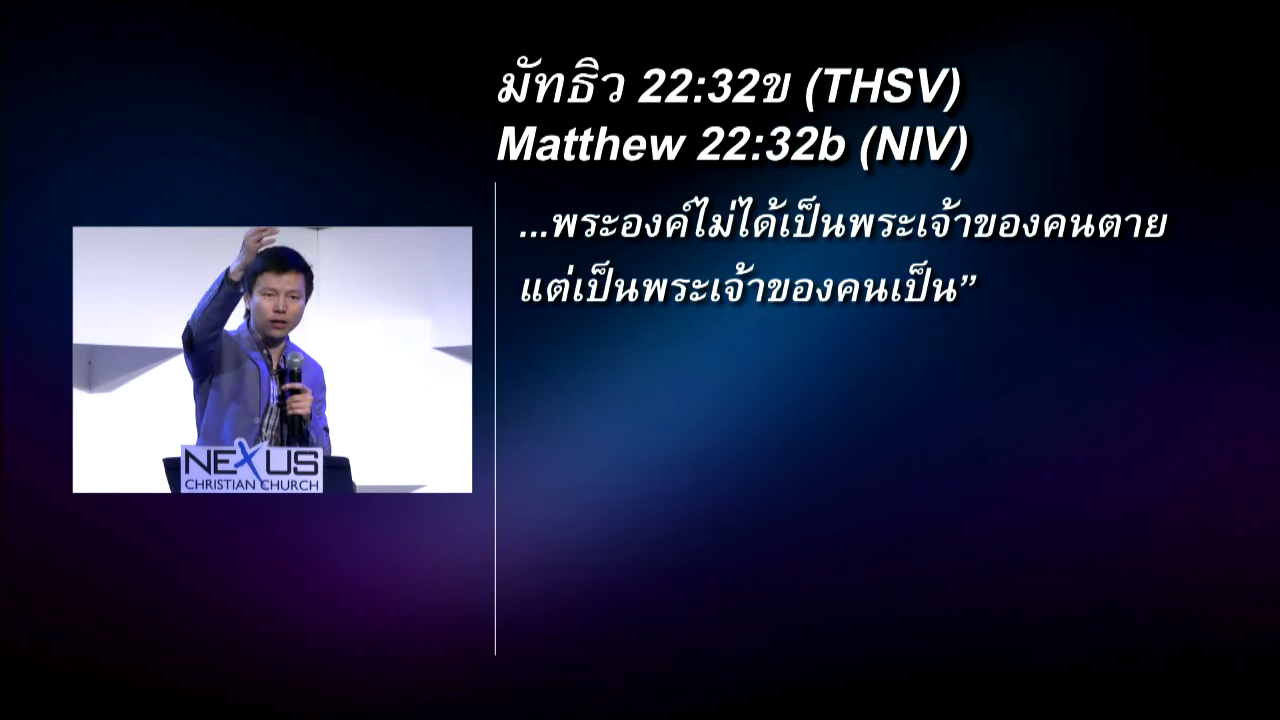 มัทธิว 22:32ข (THSV)
Matthew 22:32b (NIV)
...พระองค์ไม่ได้เป็นพระเจ้าของคนตาย
แต่เป็นพระเจ้าของคนเป็น”
NEXUS
CHRISTIAN CHURCH